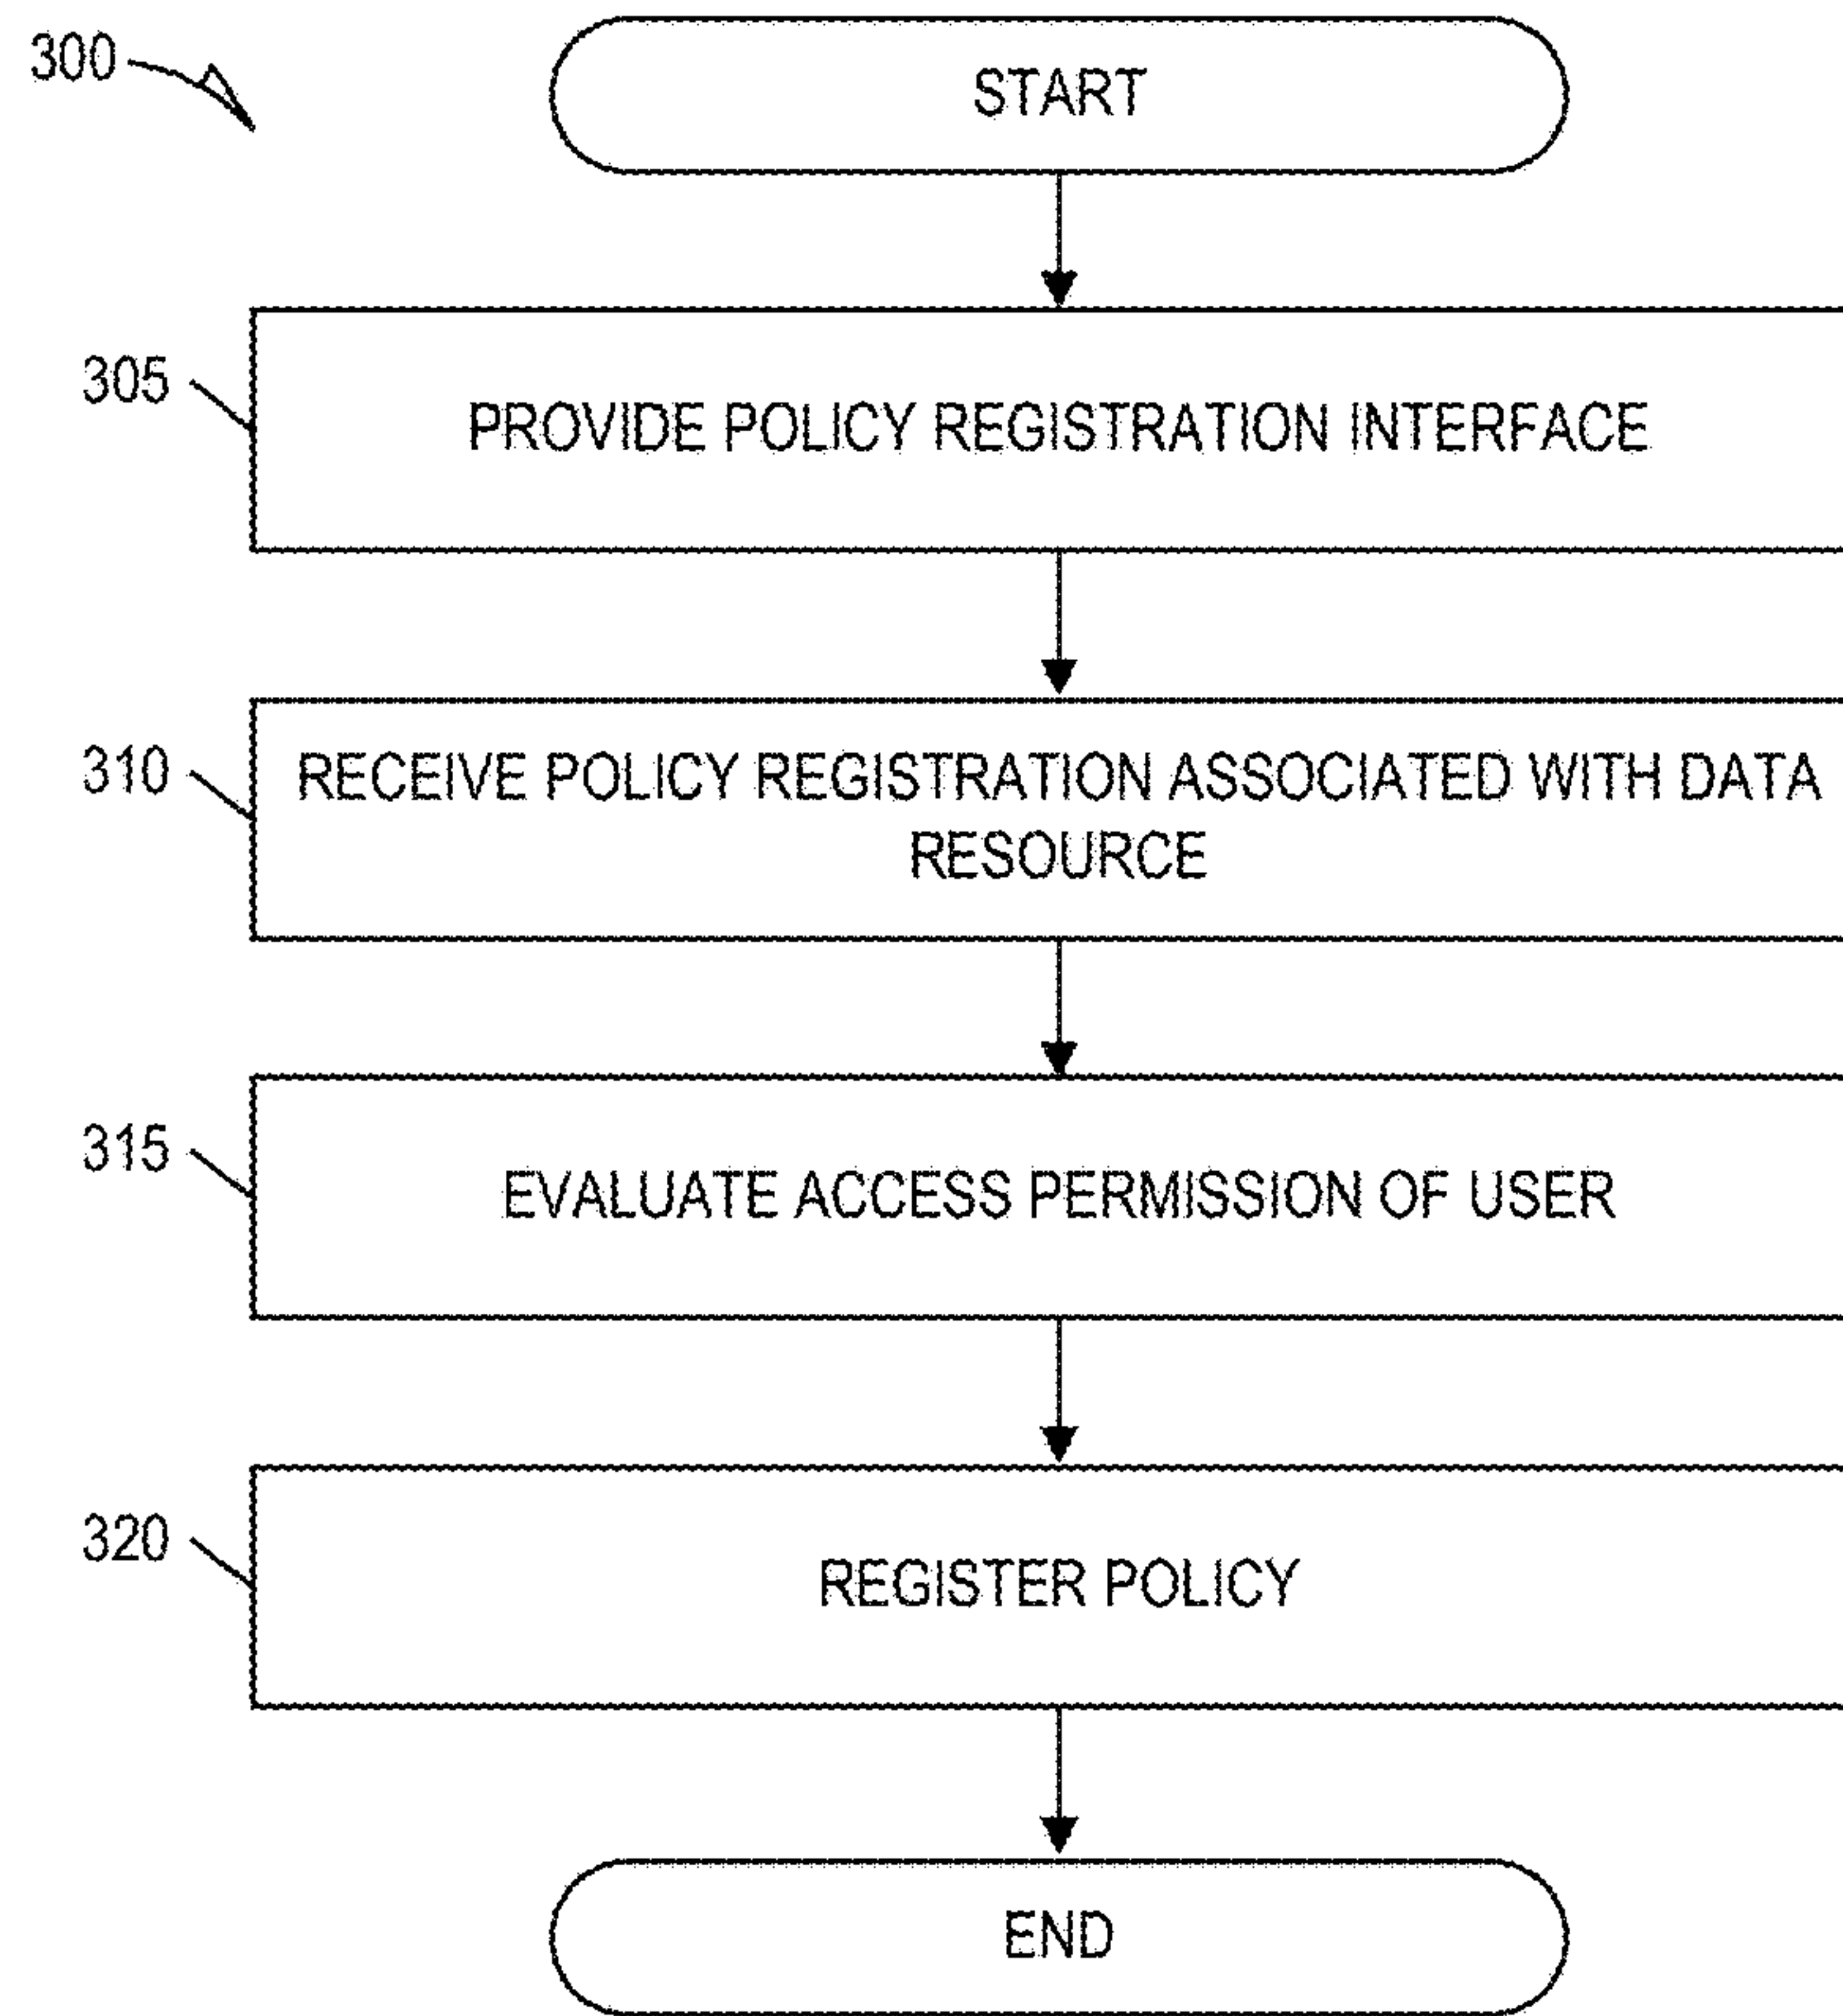 300
START
305
PROVIDE POLICY REGISTRATION INTERFACE
310
RECEIVE POLICY REGISTRATION ASSOCIATED WITH DATA
RESOURCE
315
EVALUATE ACCESS PERMISSION OF USER
320
REGISTER POLICY
END